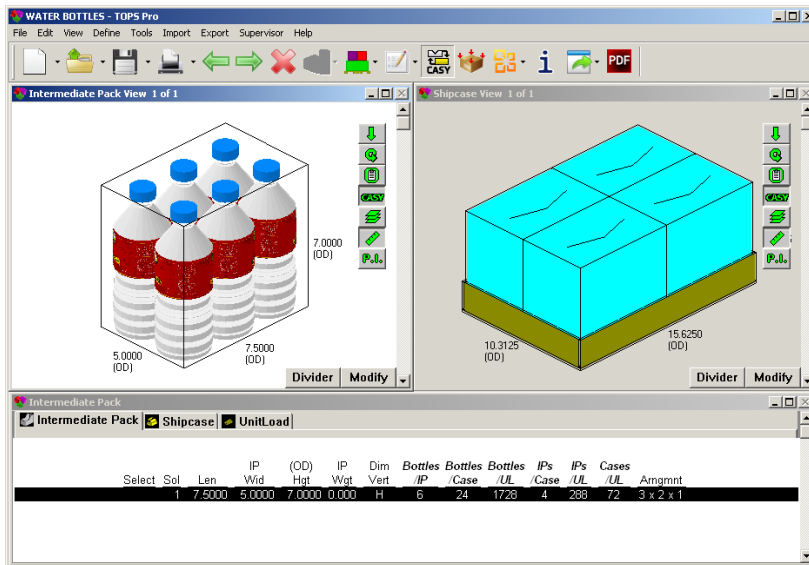 WATER BOTTLES - TOPS Pro
File Edit View Define Tools Import Export Supervisor Help
CASY PDF
Intermediate Pack View 1 of 1
Shipcase View 1 of 1
CASY
P.I.
CASY
P.I.
7.0000
(OD)
5.0000
(OD)
7.5000
(OD)
10.3125
(OD)
15.6250
(OD)
Divider Modify
Divider Modify
Intermediate Pack
Intermediate Pack Shipcase UnitLoad
IP (OD) IP Dim Bottles Bottles Bottles IPs IPs Cases
Select Sol Len Wid Hgt Wgt Vert /IP /Case /UL /Case /UL /UL Arngmnt
1 7.5000 5.0000 7.0000 0.000 H 6 24 1728 4 288 72 3 x 2 x 1